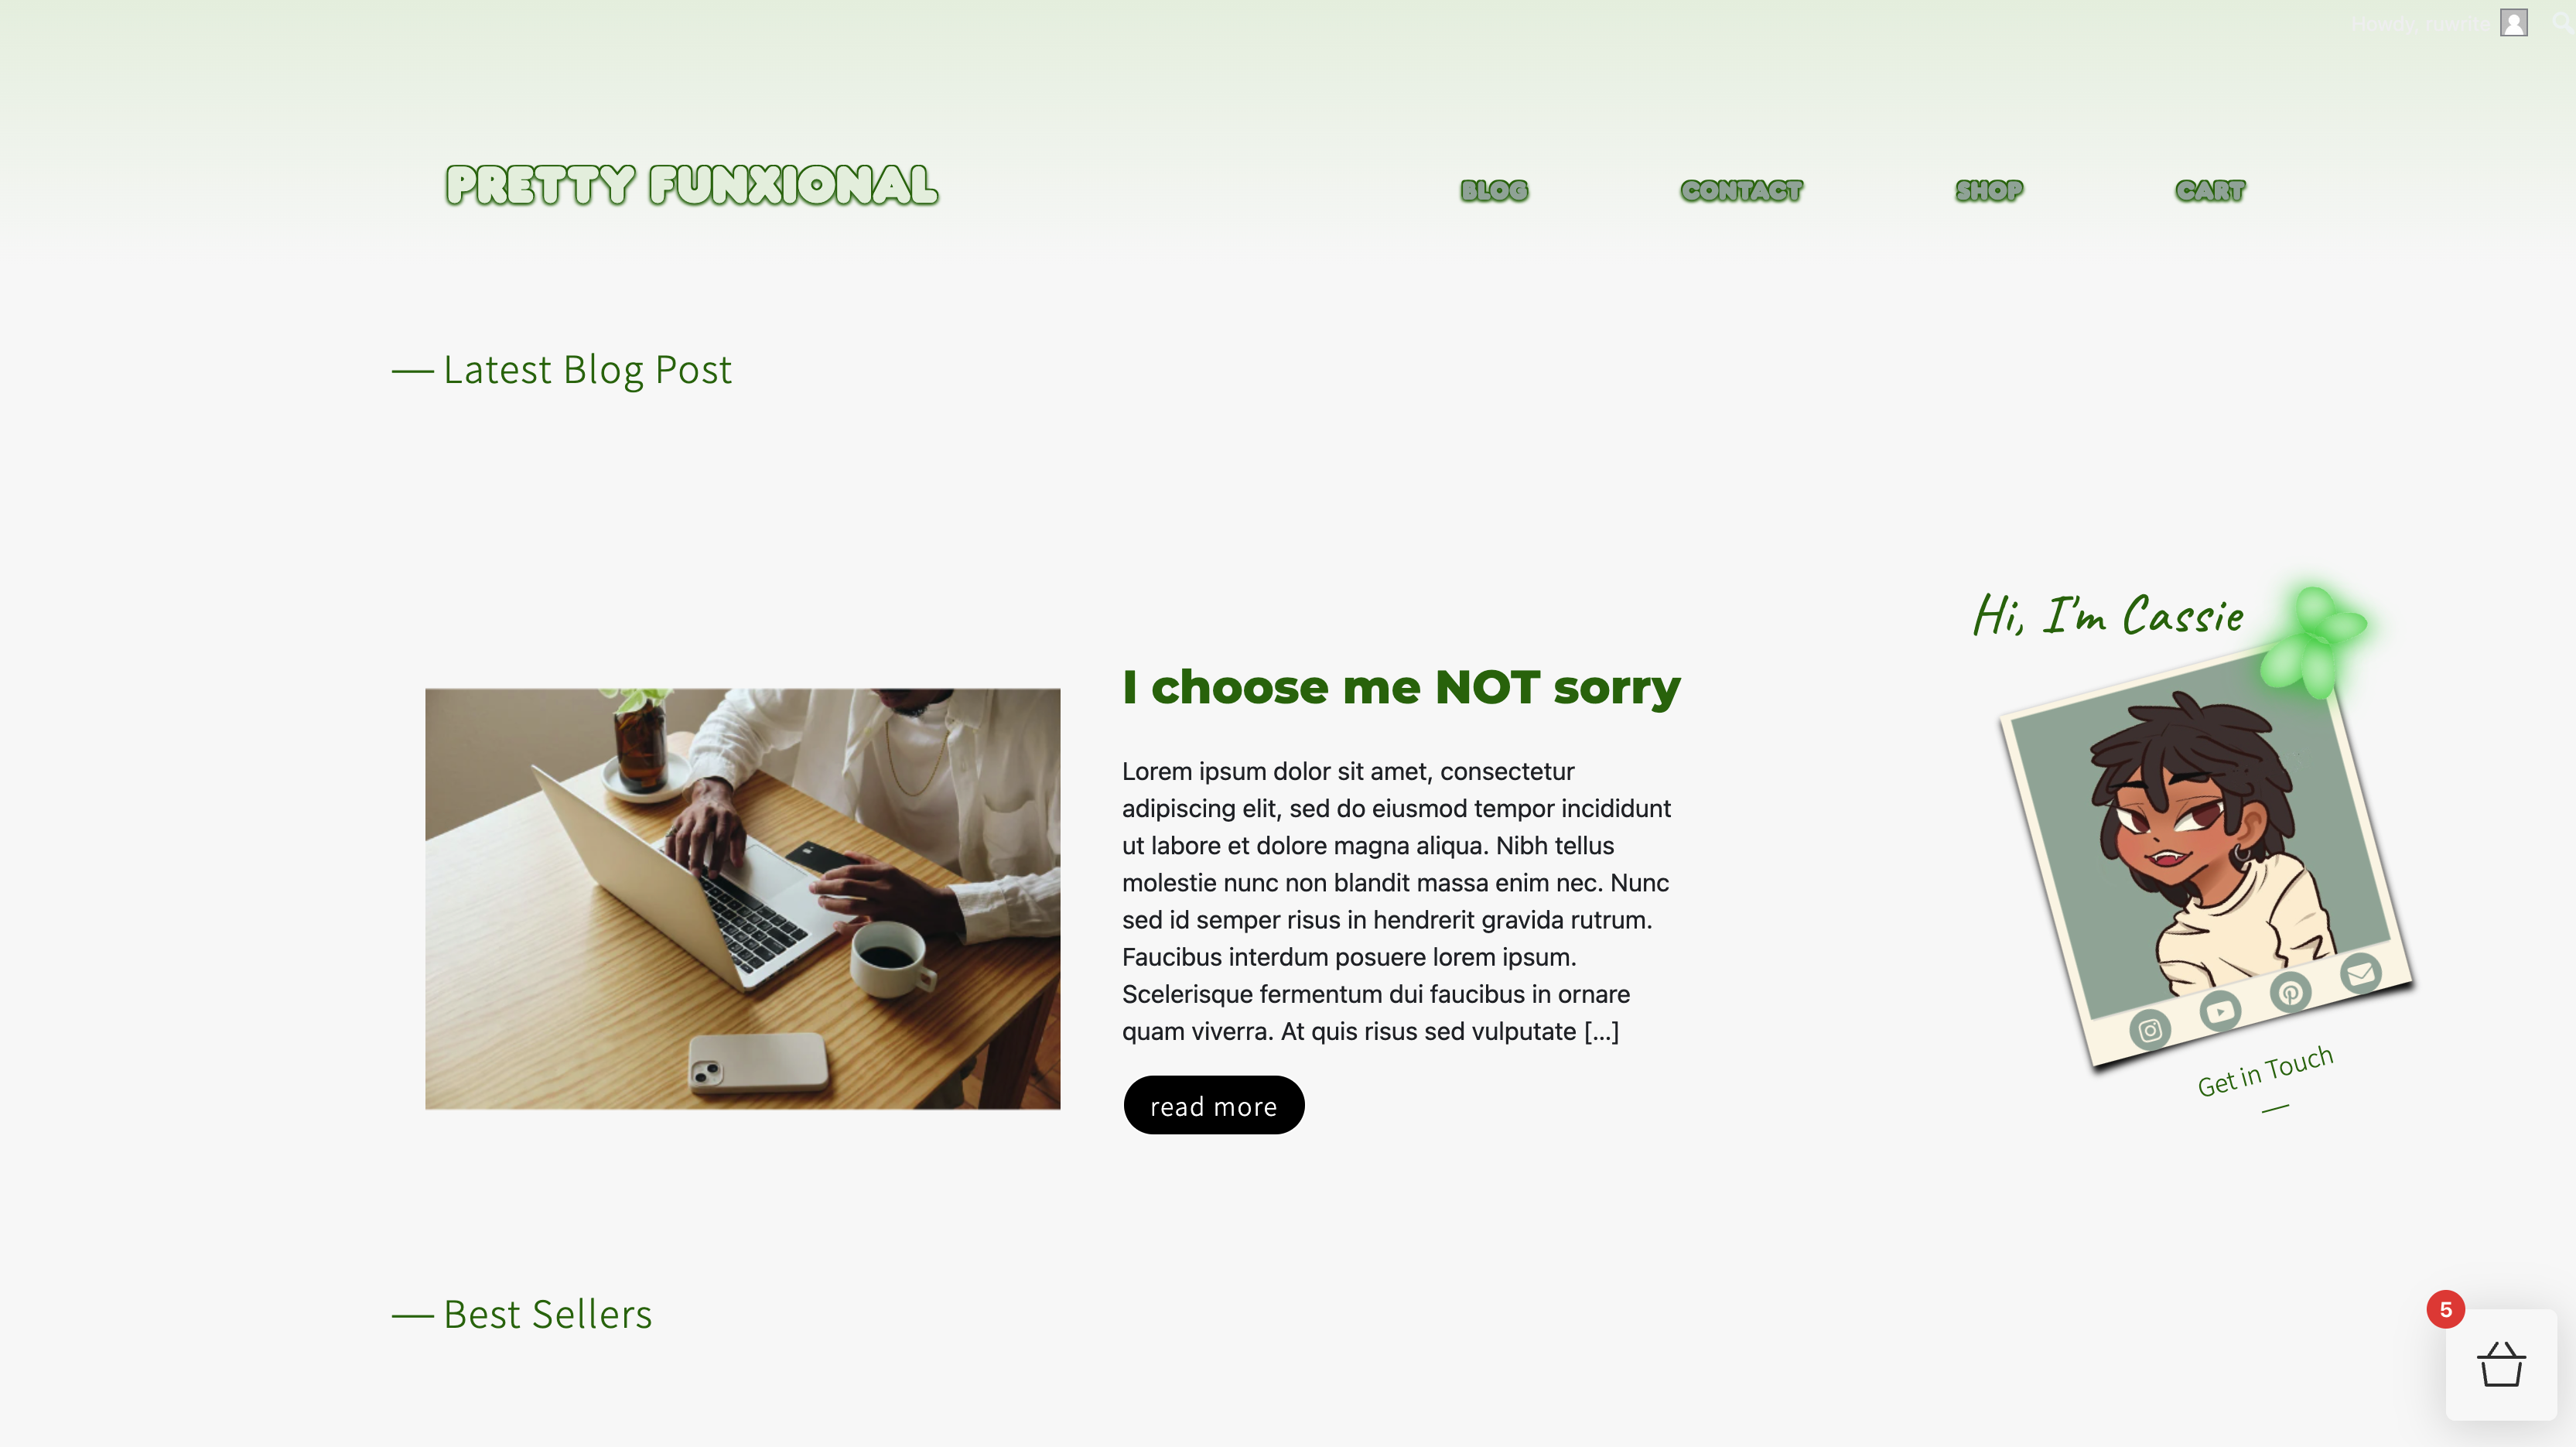 PRETTY FUNXIONAL
BLOG
CONTACT
SHOP
CART
— Latest Blog Post
Hi, I'm Cassie
I choose me NOT sorry
Lorem ipsum dolor sit amet, consectetur
adipiscing elit, sed do eiusmod tempor incididunt
ut labore et dolore magna aliqua. Nibh tellus
molestie nunc non blandit massa enim nec. Nunc
sed id semper risus in hendrerit gravida rutrum.
Faucibus interdum posuere lorem ipsum.
Scelerisque fermentum dui faucibus in ornare
quam viverra. At quis risus sed vulputate [...]
read more
Get in Touch
—
— Best Sellers
5